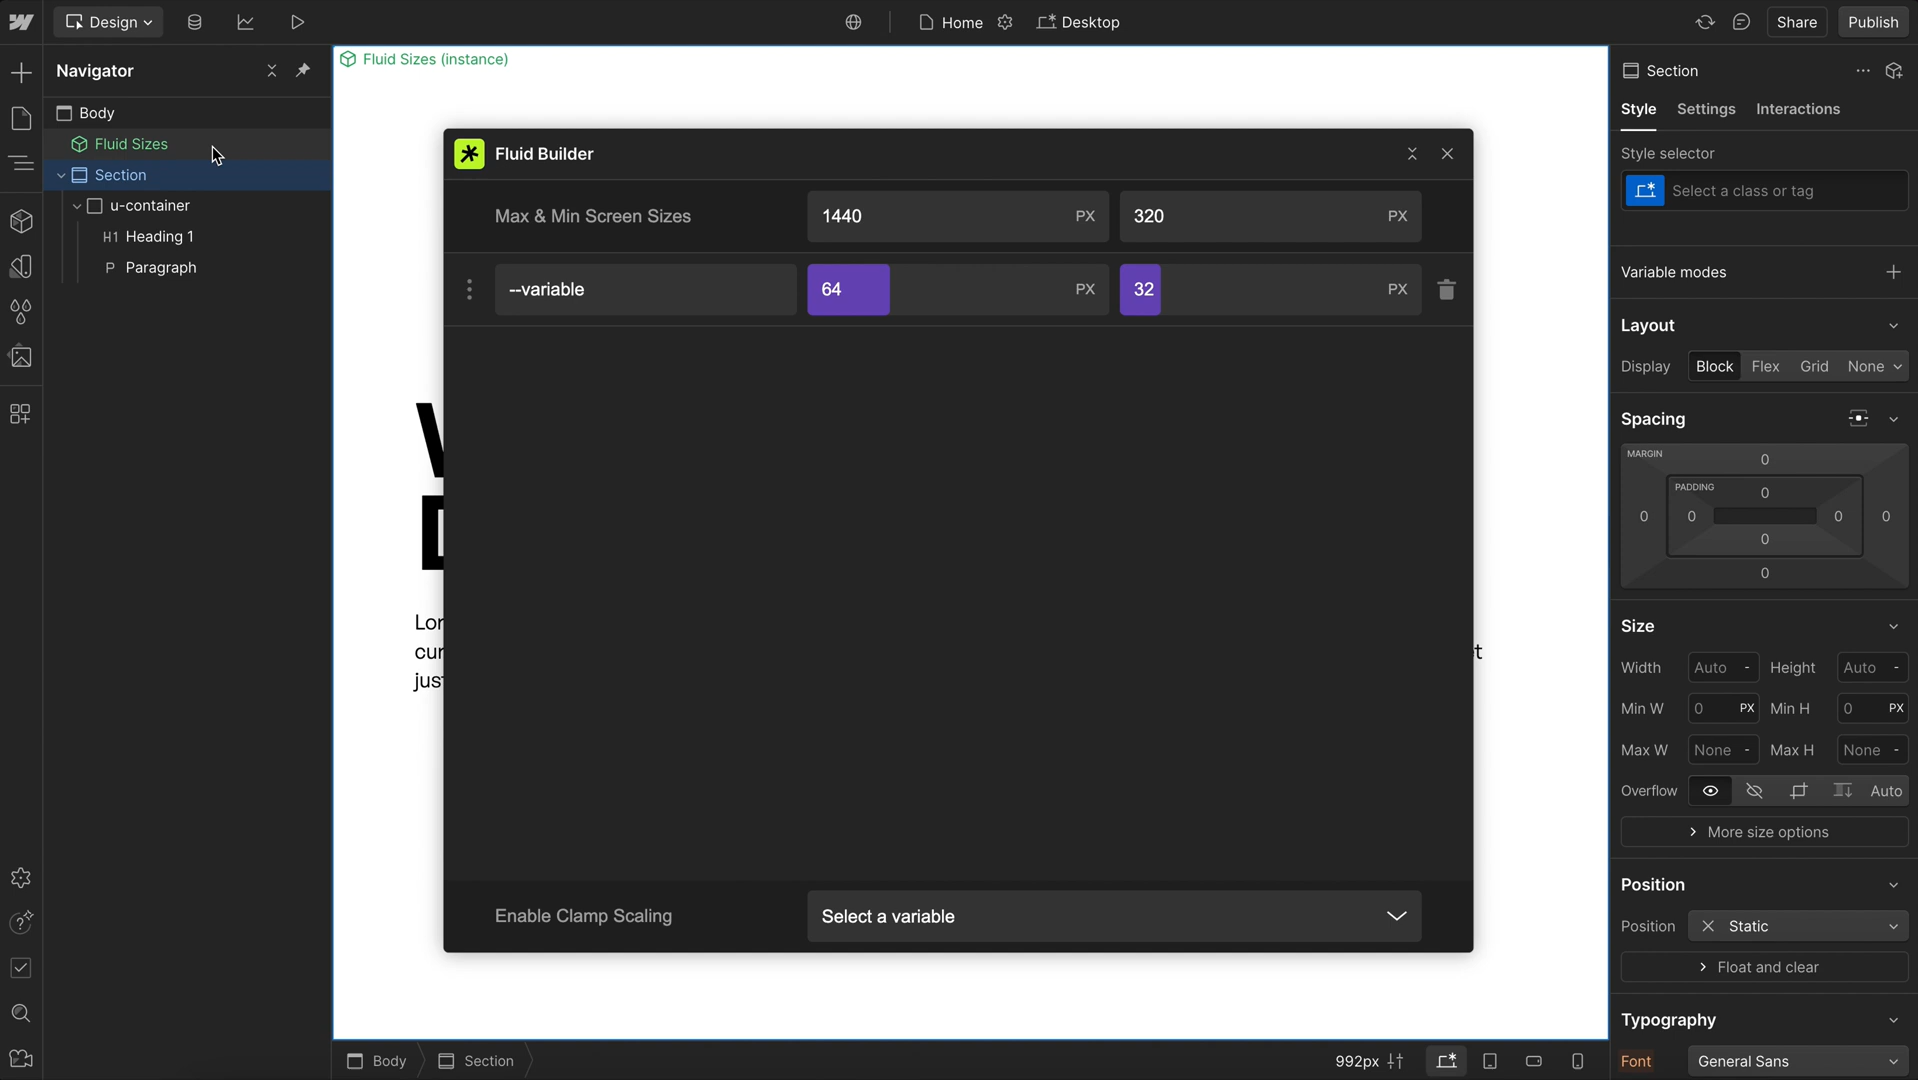 Design
Home
Desktop
Share
Publish
Navigator
Body
Fluid Sizes
Section
u-container
H1 Heading 1
P Paragraph
Fluid Sizes (instance)
Fluid Builder
Max & Min Screen Sizes
1440 PX
320 PX
--variable
64 PX
32 PX
Lor
cur
jus
Enable Clamp Scaling
Select a variable
Body
Section
992px
Section
Style Settings Interactions
Style selector
Select a class or tag
Variable modes
Layout
Display Block Flex Grid None
Spacing
MARGIN
0
PADDING
0
0 0 0 0
0
0
Size
Width Auto - Height Auto -
Min W 0 PX Min H 0 PX
Max W None - Max H None -
Overflow Auto
More size options
Position
Position Static
Float and clear
Typography
Font General Sans